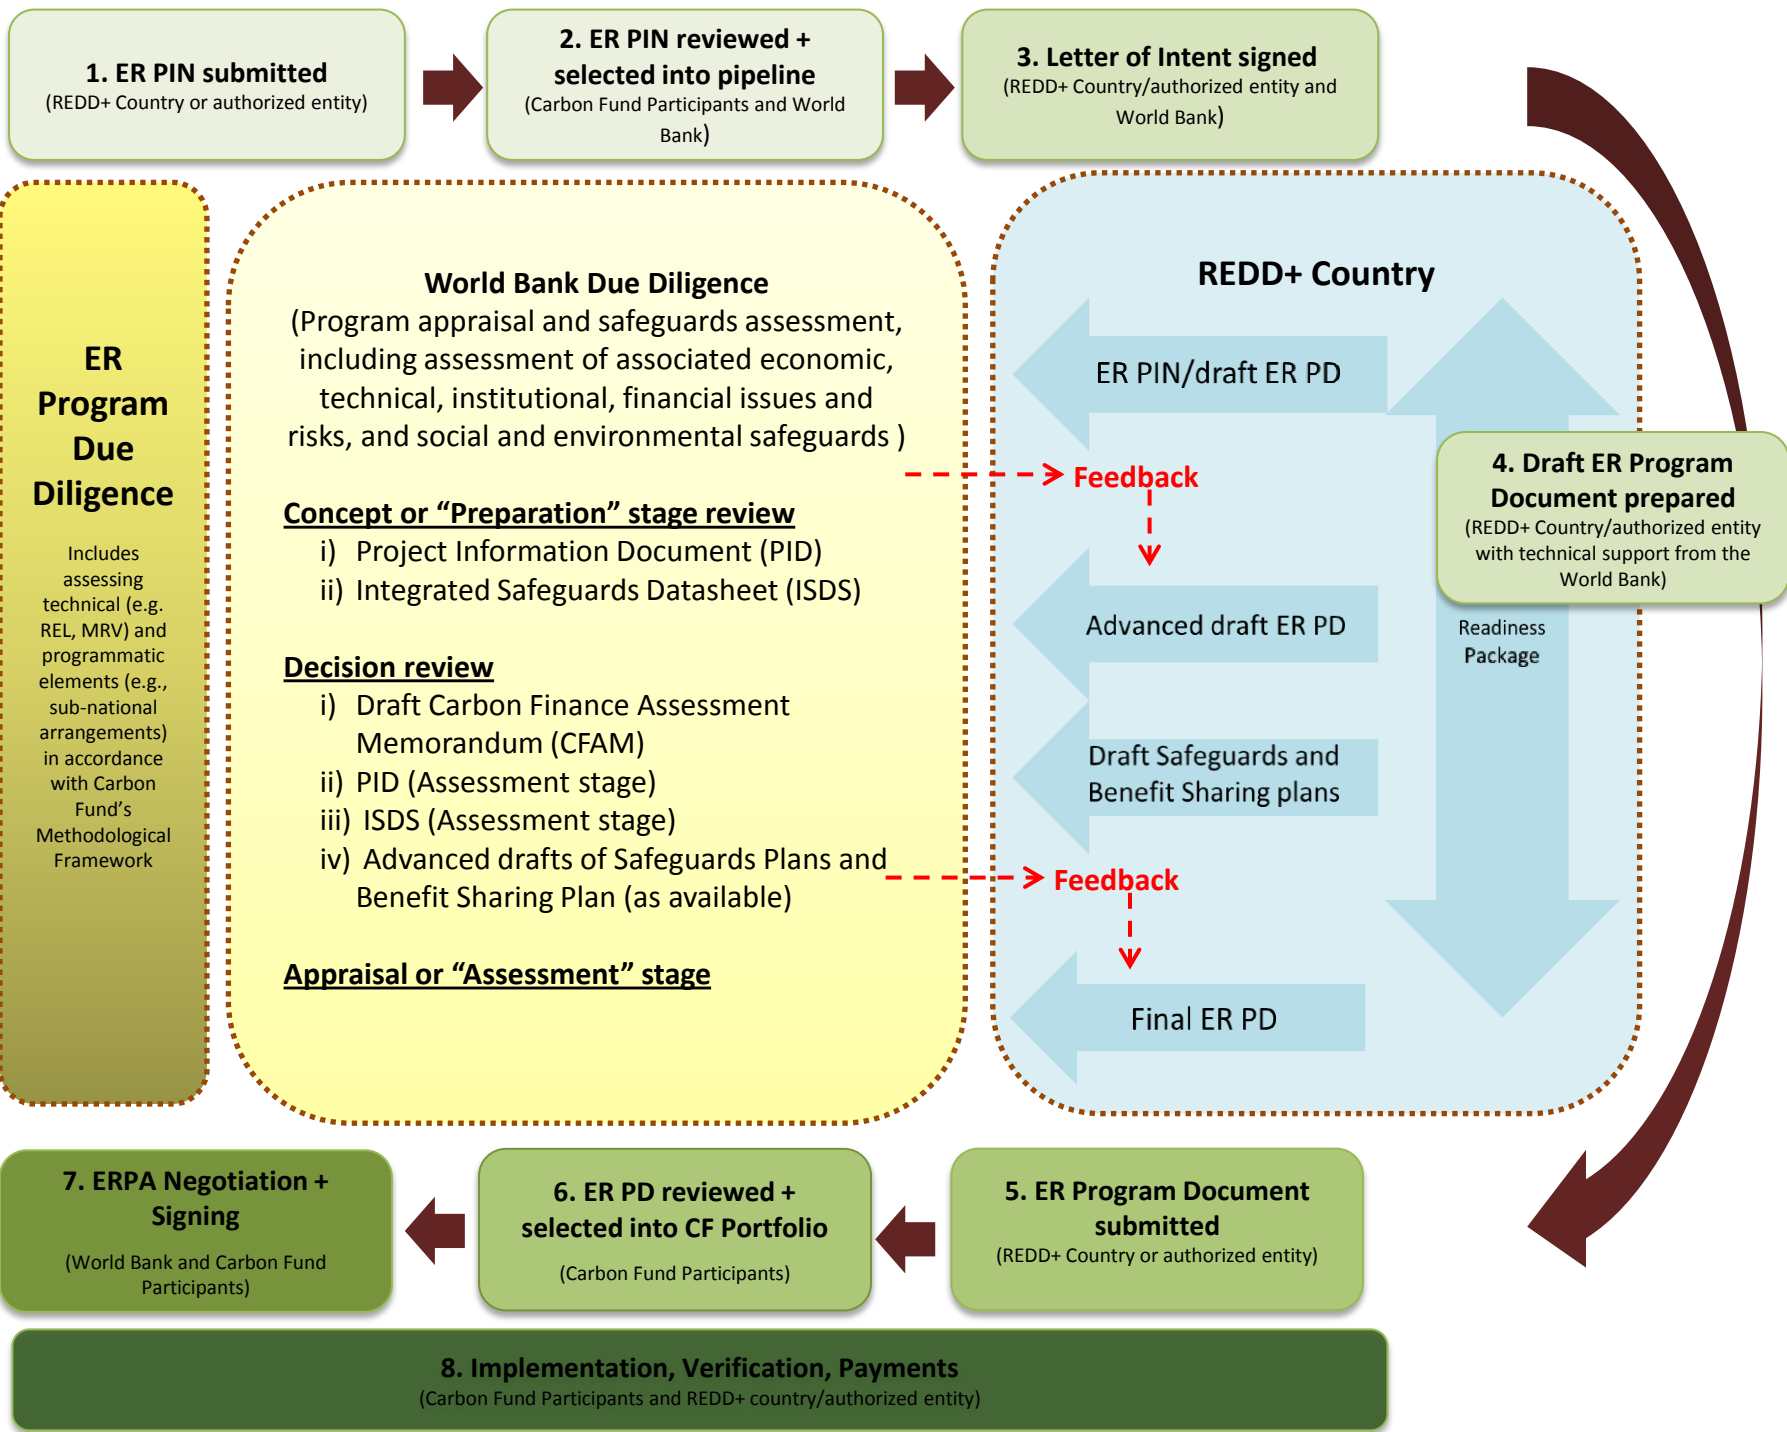 1. ER PIN submitted
(REDD+ Country or authorized entity)
2. ER PIN reviewed +
selected into pipeline
(Carbon Fund Participants and World
Bank)
3. Letter of Intent signed
(REDD+ Country/authorized entity and
World Bank)
ER
Program
Due
Diligence
Includes
assessing
technical (e.g.
REL, MRV) and
programmatic
elements (e.g.,
sub-national
arrangements)
in accordance
with Carbon
Fund’s
Methodological
Framework
World Bank Due Diligence
(Program appraisal and safeguards assessment,
including assessment of associated economic,
technical, institutional, financial issues and
risks, and social and environmental safeguards )
Concept or “Preparation” stage review
i) Project Information Document (PID)
ii) Integrated Safeguards Datasheet (ISDS)
Decision review
i) Draft Carbon Finance Assessment
Memorandum (CFAM)
ii) PID (Assessment stage)
iii) ISDS (Assessment stage)
iv) Advanced drafts of Safeguards Plans and
Benefit Sharing Plan (as available)
Appraisal or “Assessment” stage
REDD+ Country
ER PIN/draft ER PD
Feedback
Advanced draft ER PD
Draft Safeguards and
Benefit Sharing plans
Feedback
Final ER PD
Readiness
Package
4. Draft ER Program
Document prepared
(REDD+ Country/authorized entity
with technical support from the
World Bank)
7. ERPA Negotiation +
Signing
(World Bank and Carbon Fund
Participants)
6. ER PD reviewed +
selected into CF Portfolio
(Carbon Fund Participants)
5. ER Program Document
submitted
(REDD+ Country or authorized entity)
8. Implementation, Verification, Payments
(Carbon Fund Participants and REDD+ country/authorized entity)